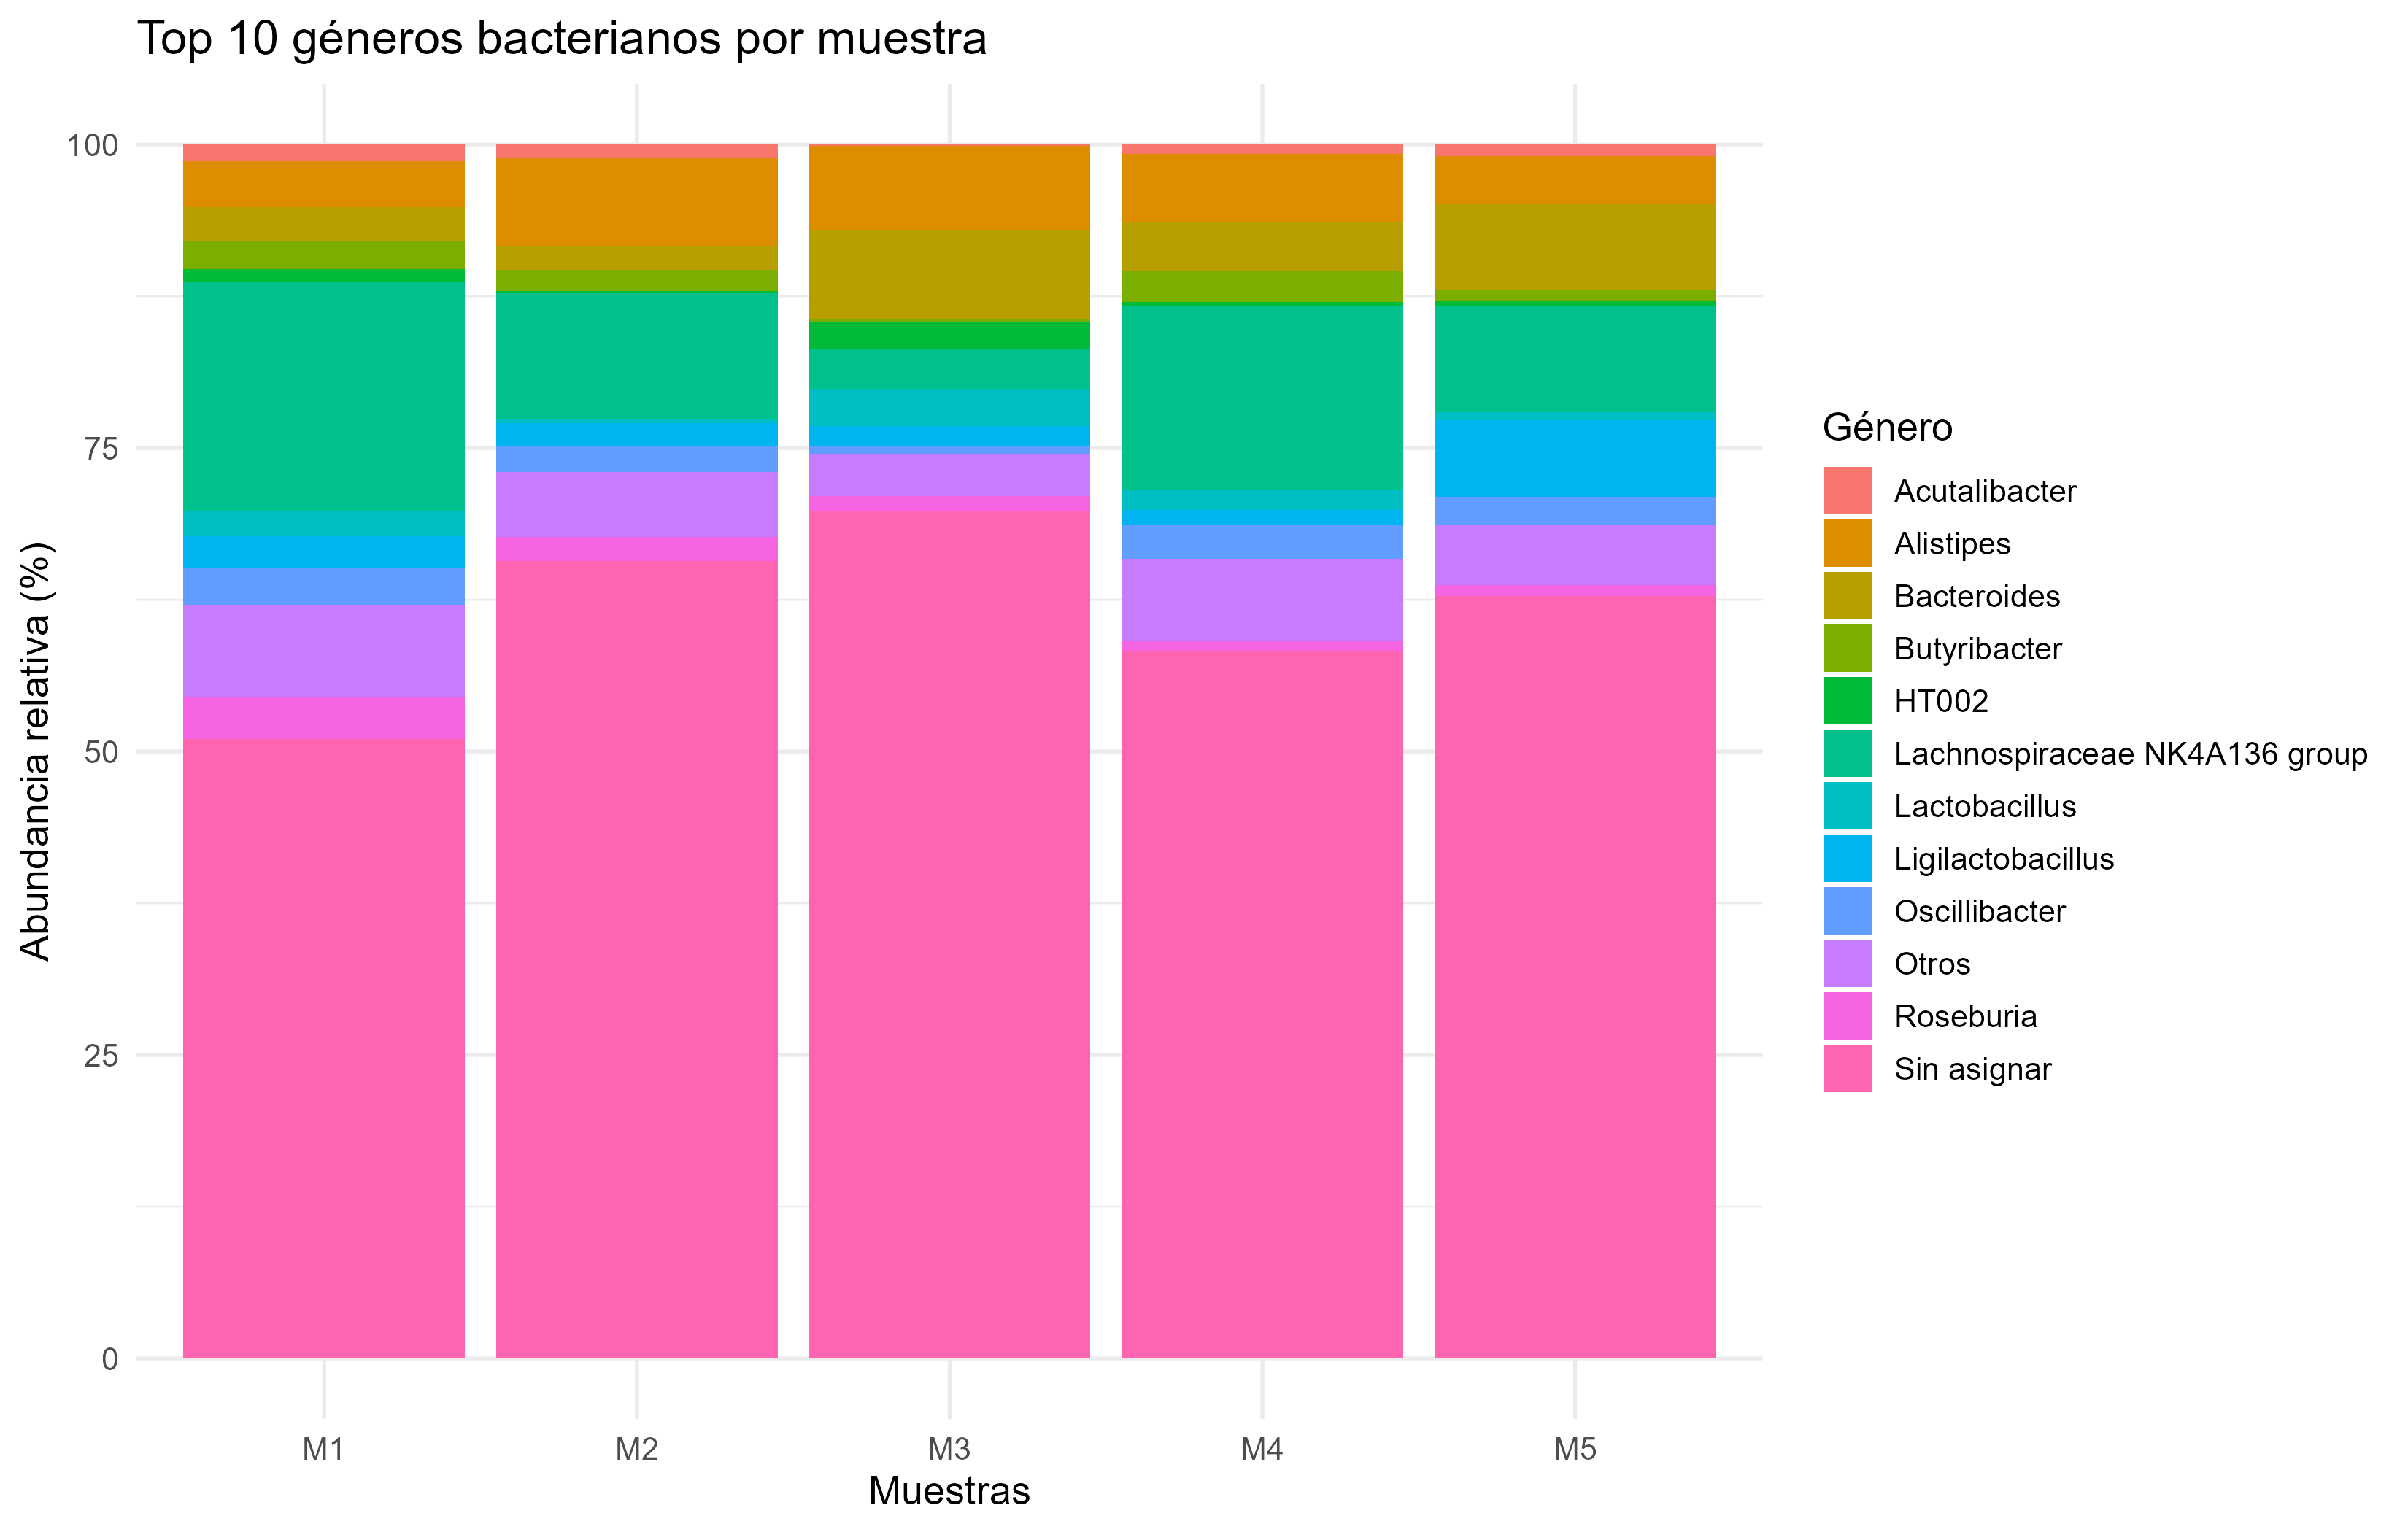 Top 10 géneros bacterianos por muestra
Abundancia relativa (%)
100
75
50
25
0
M1 M2 M3 M4 M5
Muestras
Género
Acutalibacter
Alistipes
Bacteroides
Butyribacter
HT002
Lachnospiraceae NK4A136 group
Lactobacillus
Ligilactobacillus
Oscillibacter
Otros
Roseburia
Sin asignar